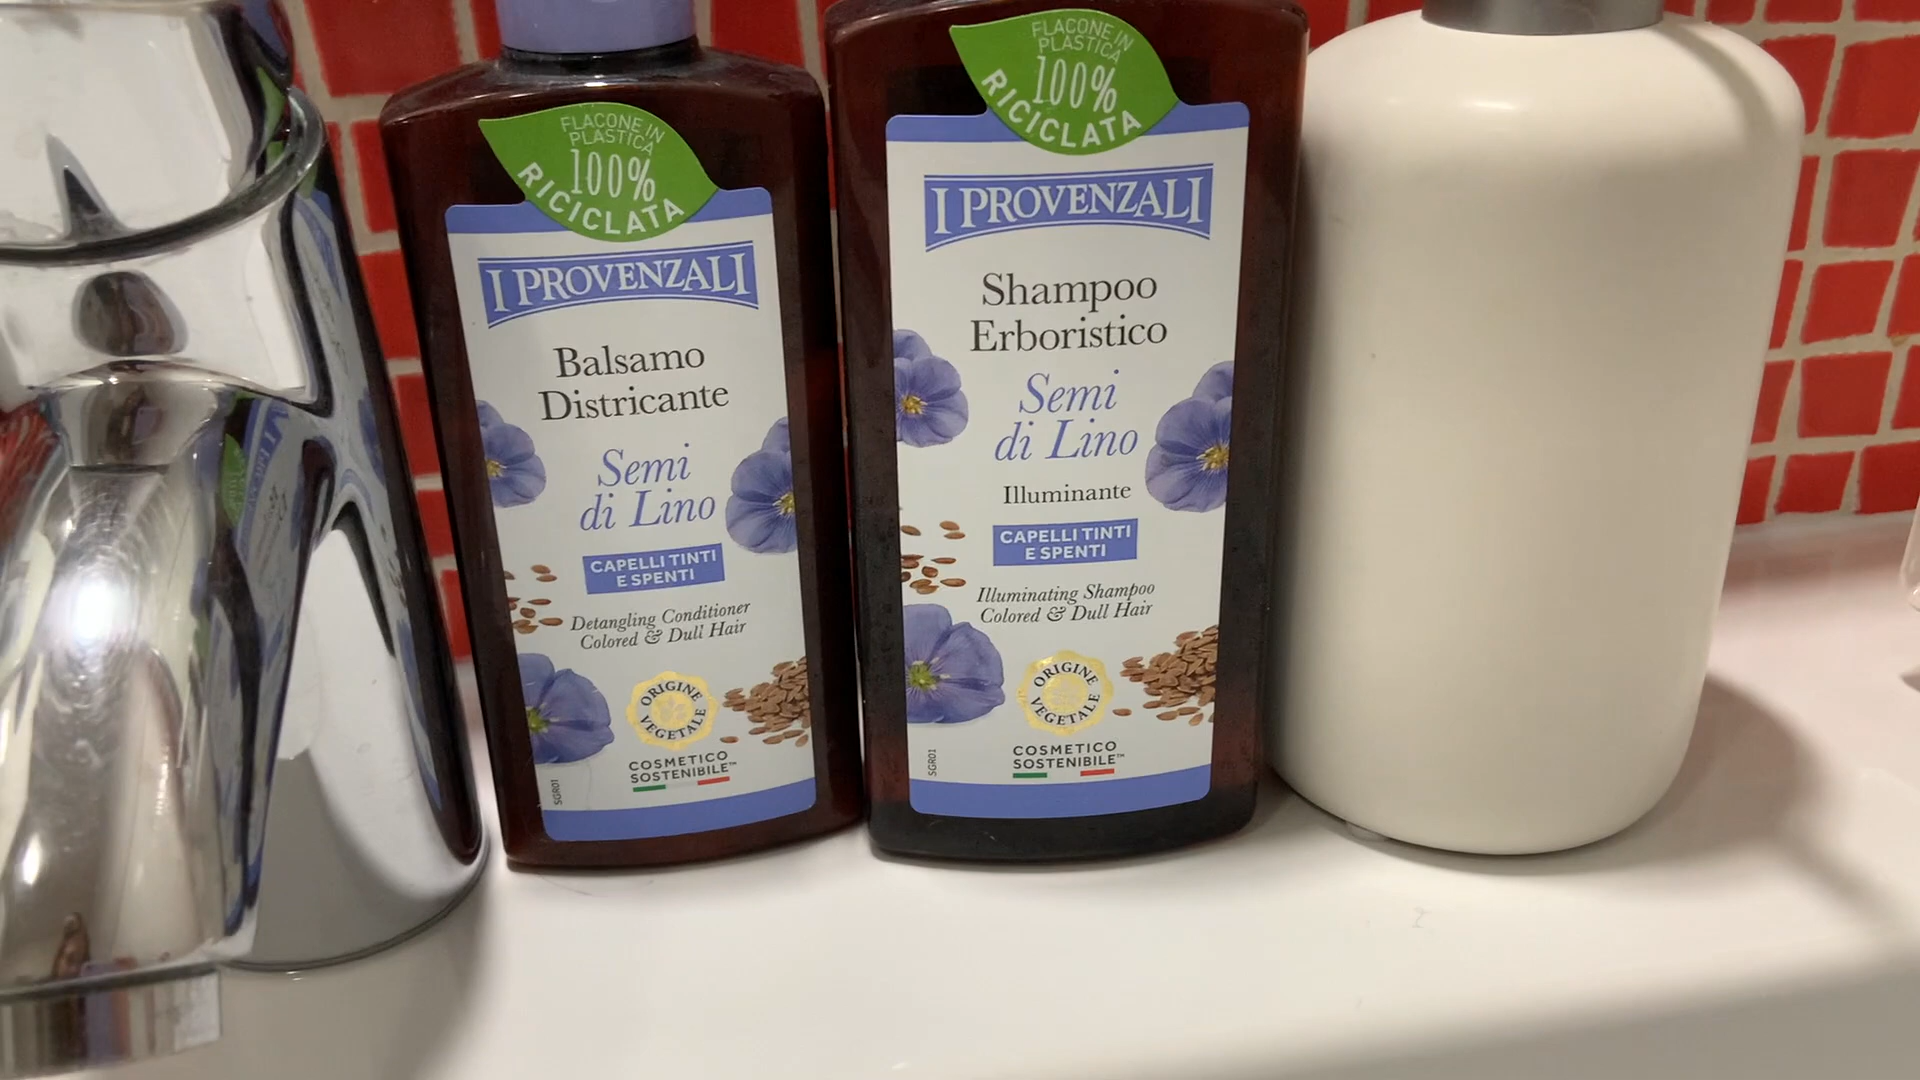 FLACONE IN
PLASTICA
100%
RICICLATA
I PROVENZALI
Balsamo
Districante
Semi
di Lino
CAPELLI TINTI
E SPENTI
Detangling Conditioner
Colored & Dull Hair
ORIGINE
VEGETALE
COSMETICO
SOSTENIBILE™
SGR01
FLACONE IN
PLASTICA
100%
RICICLATA
I PROVENZALI
Shampoo
Erboristico
Semi
di Lino
Illuminante
CAPELLI TINTI
E SPENTI
Illuminating Shampoo
Colored & Dull Hair
ORIGINE
VEGETALE
COSMETICO
SOSTENIBILE™
SGR01